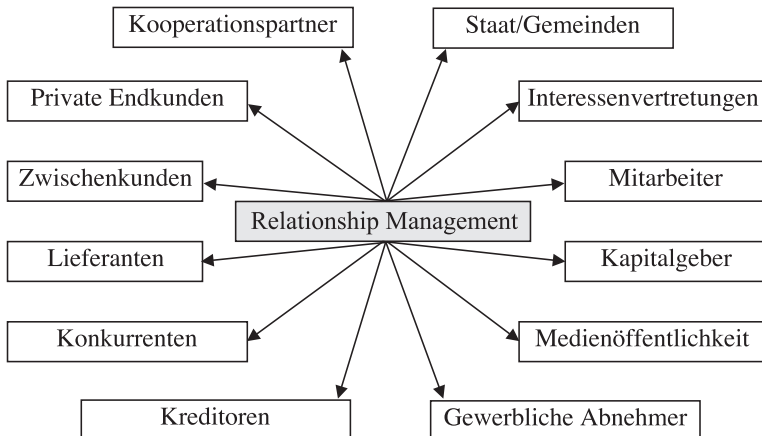 Kooperationspartner
Staat/Gemeinden
Private Endkunden
Interessenvertretungen
Zwischenkunden
Mitarbeiter
Relationship Management
Lieferanten
Kapitalgeber
Konkurrenten
Medienöffentlichkeit
Kreditoren
Gewerbliche Abnehmer